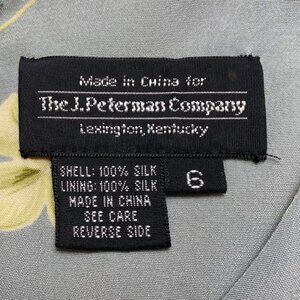 Made in China for
The J. Peterman Company
Lexington, Kentucky
SHELL: 100% SILK
LINING: 100% SILK
MADE IN CHINA
SEE CARE
REVERSE SIDE
6